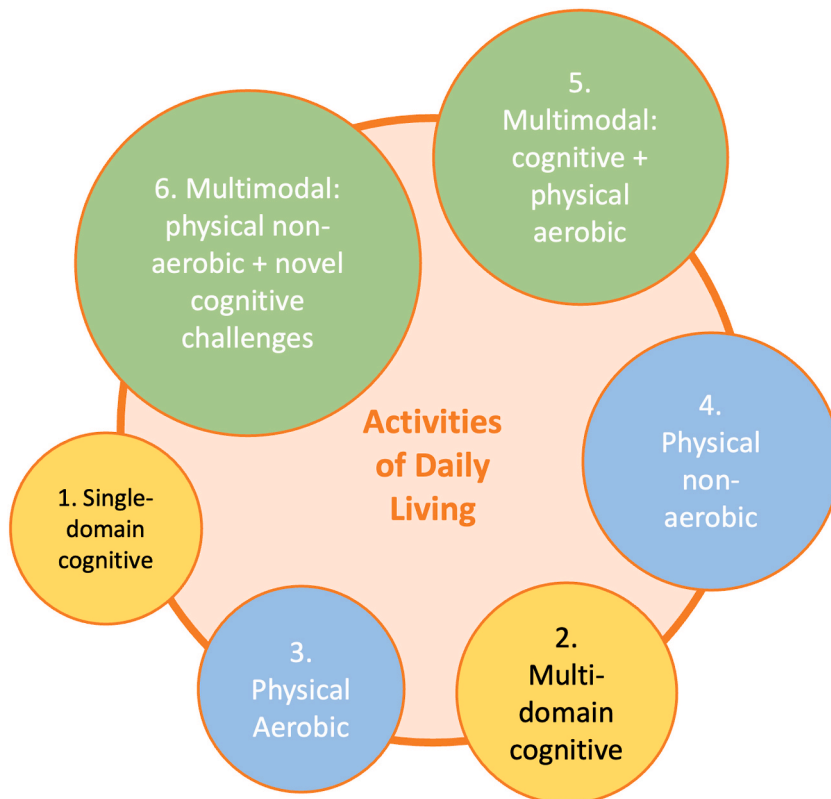 5.
Multimodal:
cognitive +
physical
aerobic
6. Multimodal:
physical non-
aerobic + novel
cognitive
challenges
4.
Physical
non-
aerobic
Activities
of Daily
Living
1. Single-
domain
cognitive
3.
Physical
Aerobic
2.
Multi-
domain
cognitive